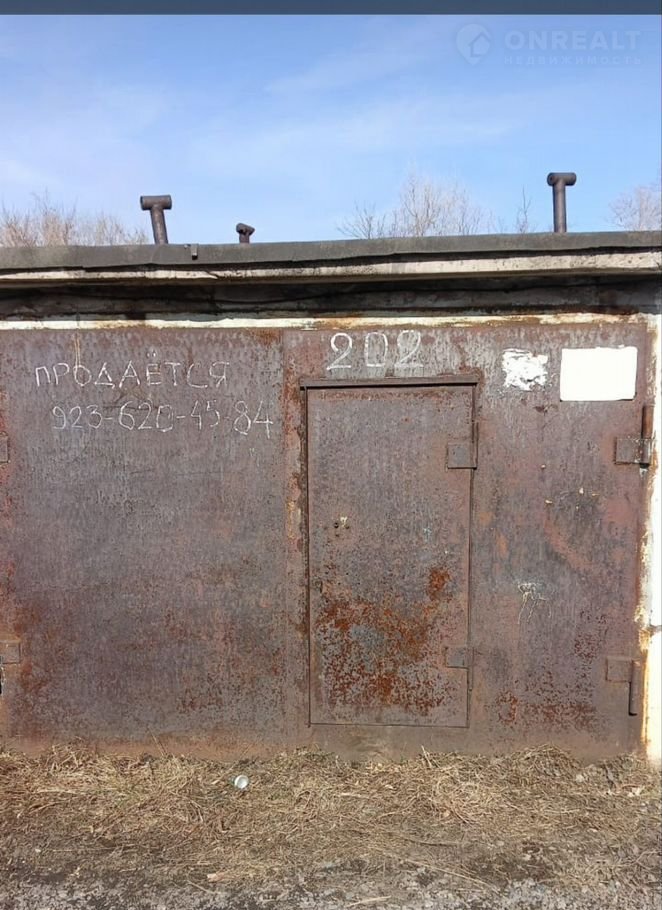 ONREALT
НЕДВИЖИМОСТЬ
202
ПРОДАЁТСЯ
923-620-45-84